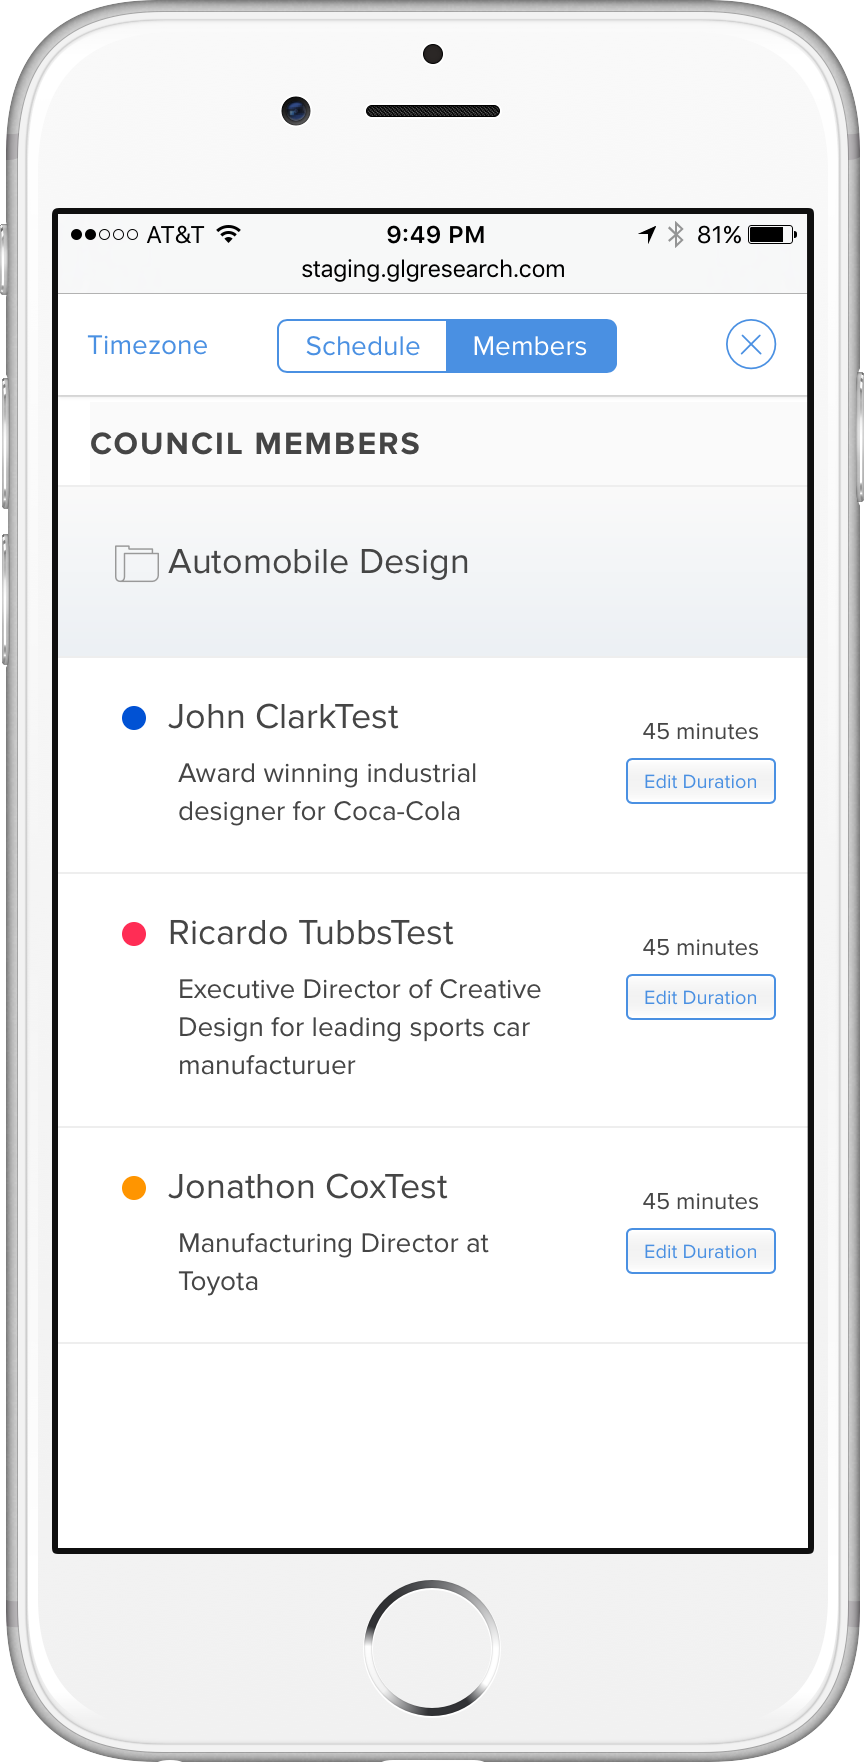 AT&T 9:49 PM 81%
staging.glgresearch.com
Timezone Schedule Members
COUNCIL MEMBERS
Automobile Design
John ClarkTest
45 minutes
Award winning industrial
Edit Duration
designer for Coca-Cola
Ricardo TubbsTest
45 minutes
Executive Director of Creative
Edit Duration
Design for leading sports car
manufacturuer
Jonathon CoxTest
45 minutes
Manufacturing Director at
Edit Duration
Toyota